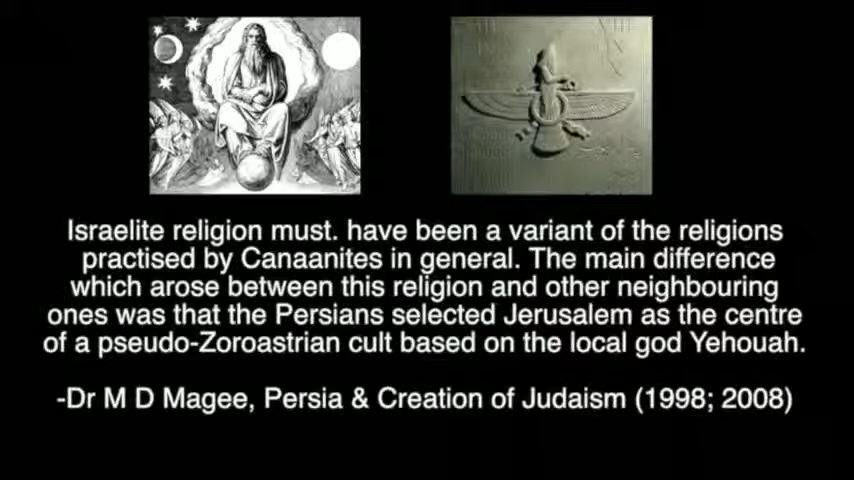 Israelite religion must. have been a variant of the religions
practised by Canaanites in general. The main difference
which arose between this religion and other neighbouring
ones was that the Persians selected Jerusalem as the centre
of a pseudo-Zoroastrian cult based on the local god Yehouah.
-Dr M D Magee, Persia & Creation of Judaism (1998; 2008)